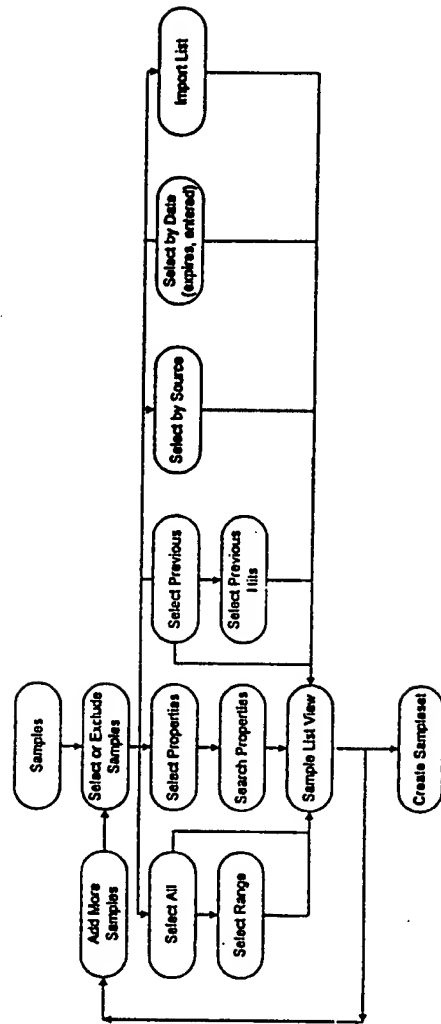 Samples
Add More
Samples
Select or Exclude
Samples
Select All
Select Properties
Select Previous
Select by Source
Select by Date
(expires, entered)
Import List
Select Range
Search Properties
Select Previous
Hits
Sample List View
Create Sampleset